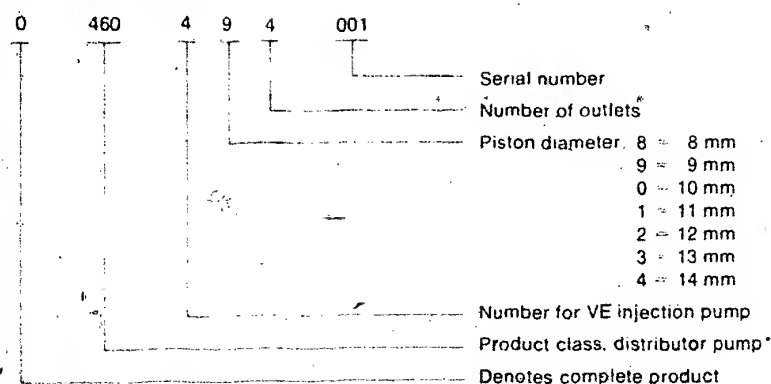 0 460 4 9 4 001
Serial number
Number of outlets
Piston diameter 8 = 8 mm
9 = 9 mm
0 = 10 mm
1 = 11 mm
2 = 12 mm
3 = 13 mm
4 = 14 mm
Number for VE injection pump
Product class. distributor pump
Denotes complete product